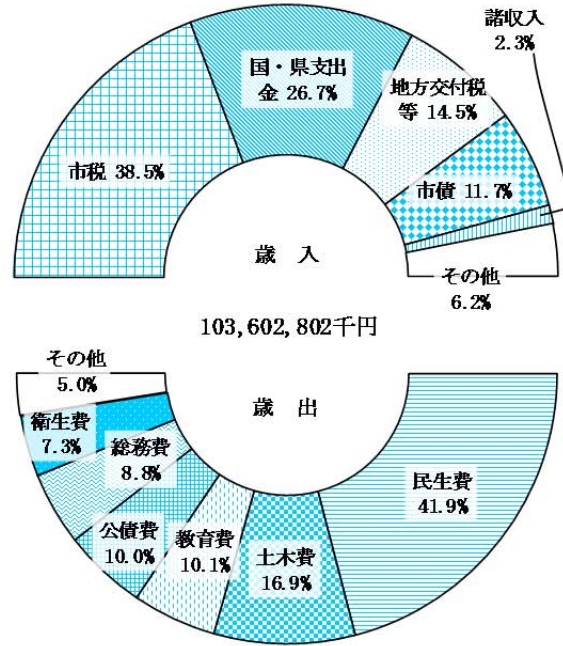 諸収入
2.3%
国・県支出
金 26.7%
地方交付税
等 14.5%
市税 38.5%
市債 11.7%
歳 入
その他
6.2%
103,602,802千円
その他
5.0%
歳 出
衛生費
7.3%
総務費
8.8%
民生費
41.9%
公債費
10.0%
教育費
10.1%
土木費
16.9%